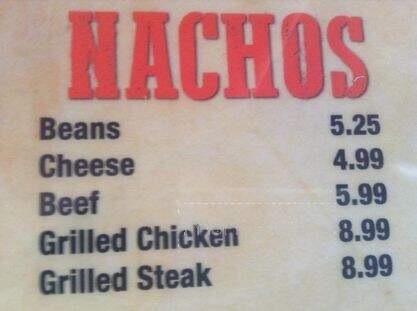 NACHOS
Beans 5.25
Cheese 4.99
Beef 5.99
Grilled Chicken 8.99
Grilled Steak 8.99